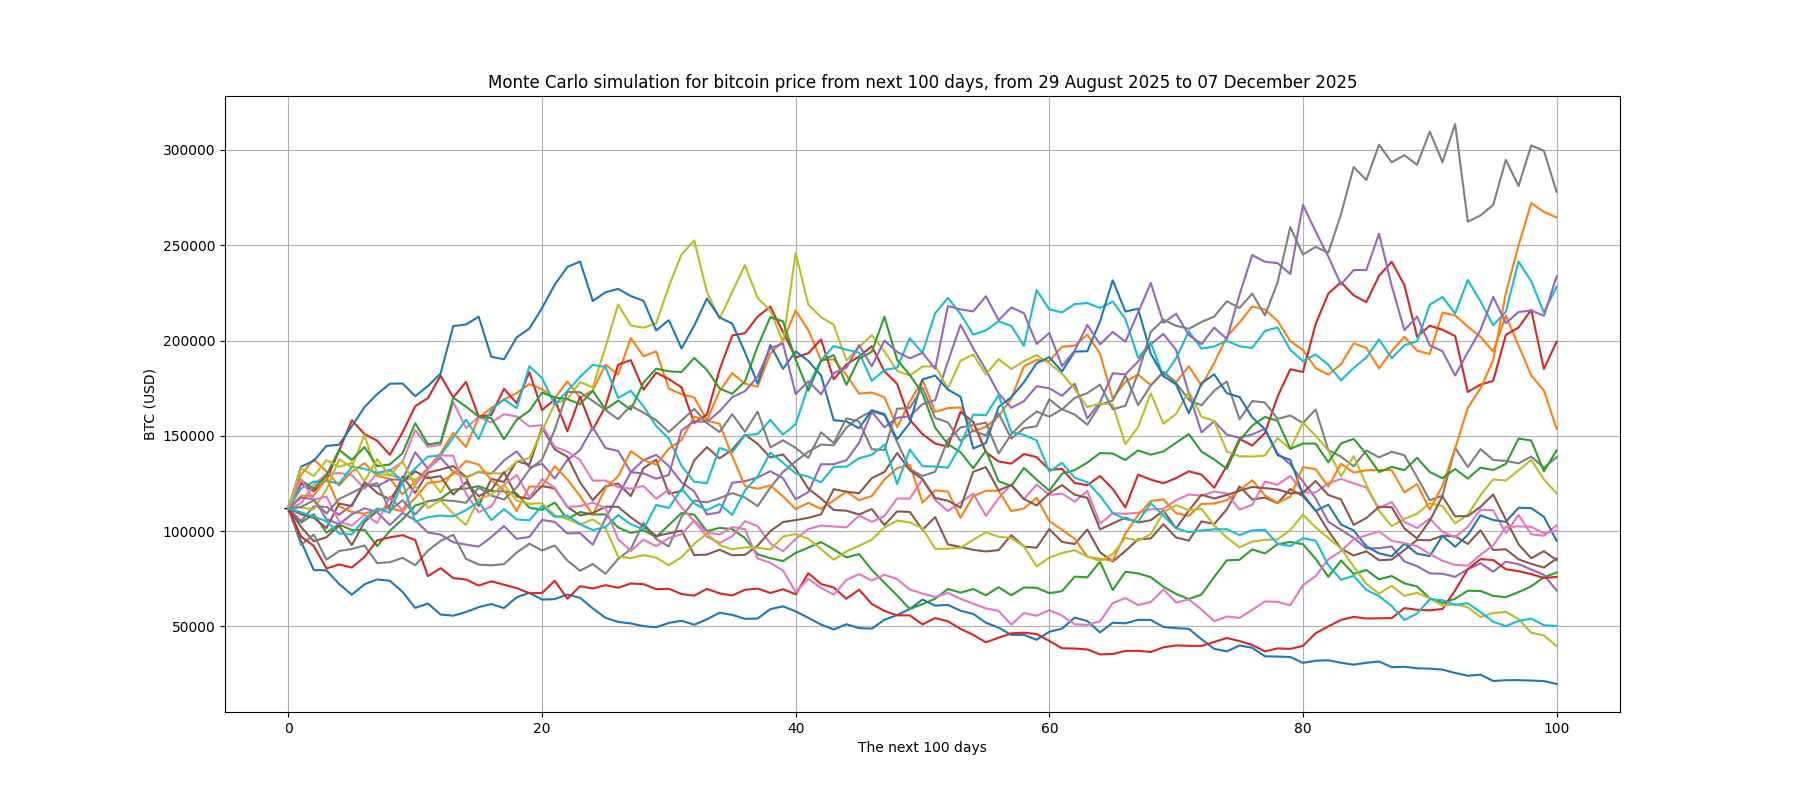 Monte Carlo simulation for bitcoin price from next 100 days, from 29 August 2025 to 07 December 2025
BTC (USD)
300000
250000
200000
150000
100000
50000
0 20 40 60 80 100
The next 100 days